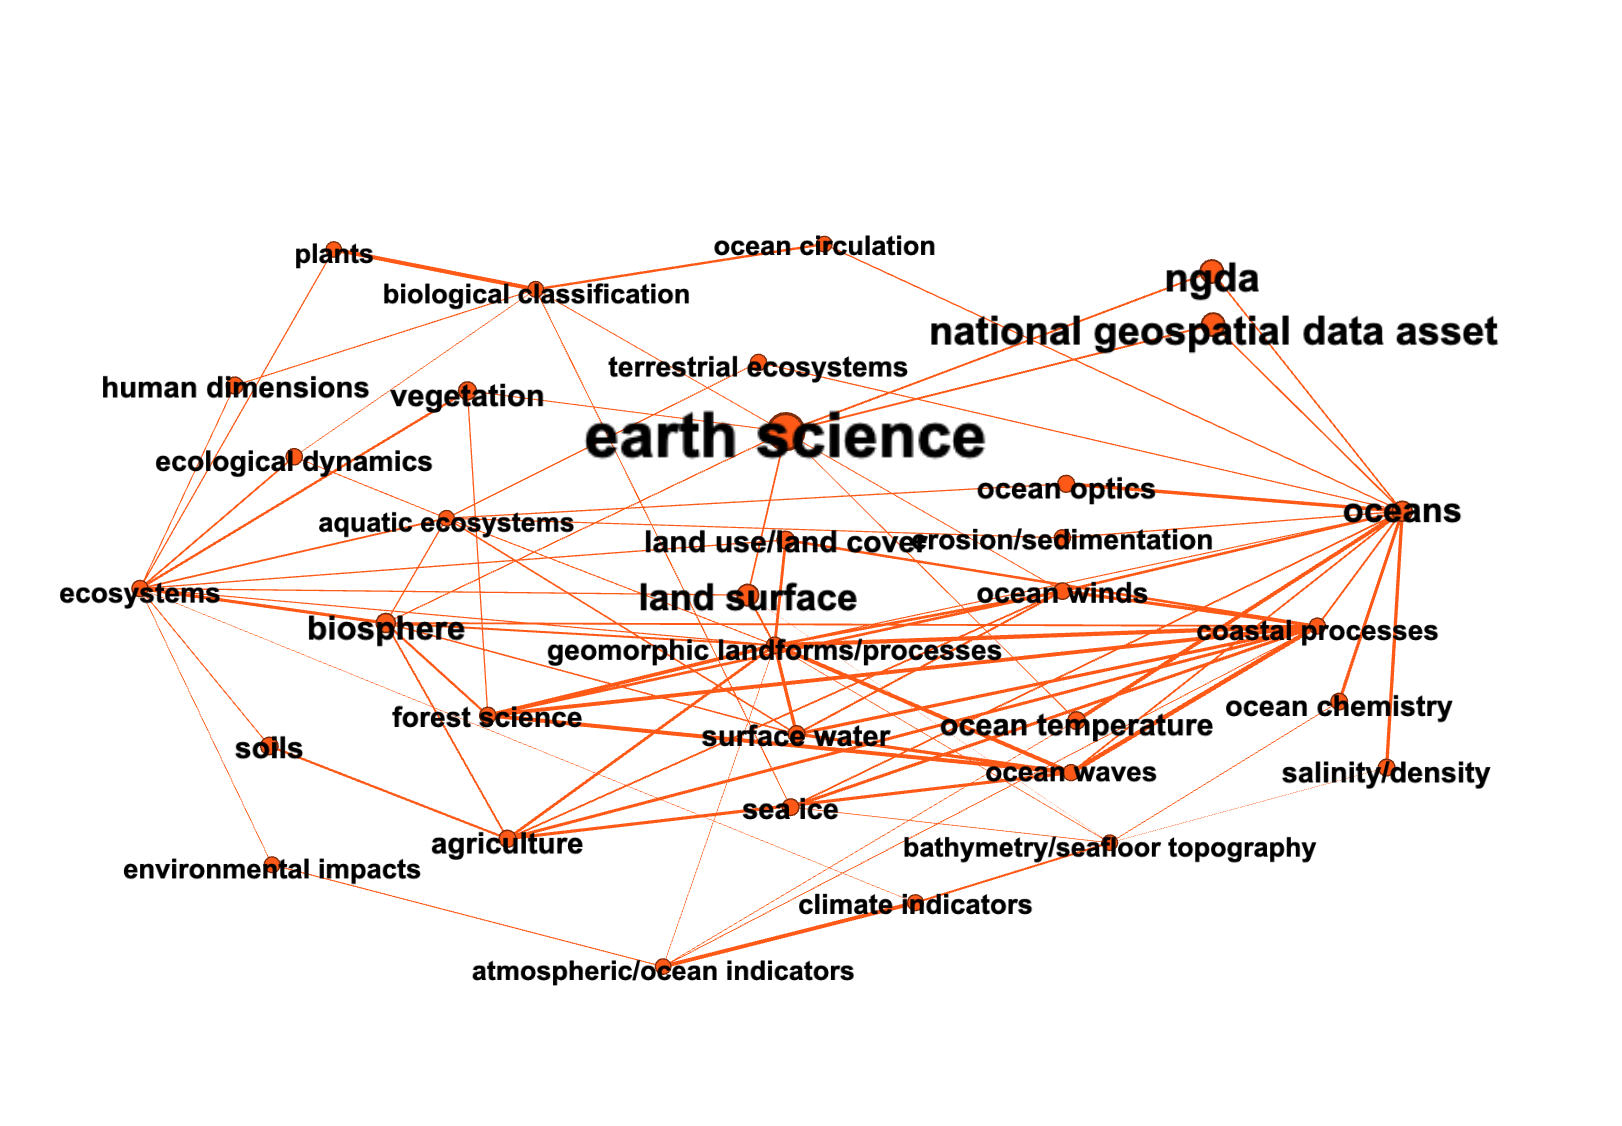 plants
ocean circulation
ngda
biological classification
national geospatial data asset
terrestrial ecosystems
human dimensions
vegetation
earth science
ecological dynamics
ocean optics
oceans
aquatic ecosystems
land use/land cover
erosion/sedimentation
ecosystems
land surface
ocean winds
biosphere
coastal processes
geomorphic landforms/processes
ocean chemistry
forest science
ocean temperature
surface water
soils
ocean waves
salinity/density
sea ice
agriculture
bathymetry/seafloor topography
environmental impacts
climate indicators
atmospheric/ocean indicators